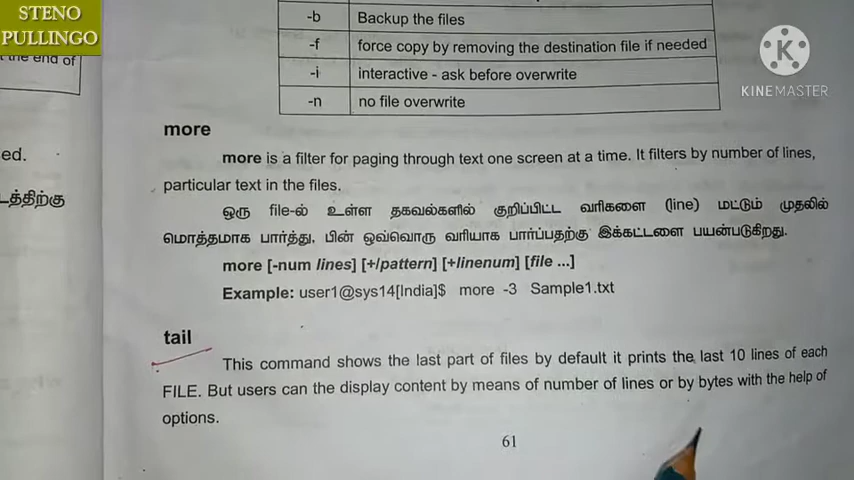 STENO
PULLINGO
the end of
-b Backup the files
-f force copy by removing the destination file if needed
-i interactive - ask before overwrite
-n no file overwrite
KINEMASTER
more
more is a filter for paging through text one screen at a time. It filters by number of lines,
ed.
particular text in the files.
டத்திற்கு
ஒரு file-ல் உள்ள தகவல்களில் குறிப்பிட்ட வரிகளை (line) மட்டும் முதலில்
மொத்தமாக பார்த்து, பின் ஒவ்வொரு வரியாக பார்ப்பதற்கு இக்கட்டளை பயன்படுகிறது.
more [-num lines] [+/pattern] [+linenum] [file ...]
Example: user1@sys14[India]$ more -3 Sample1.txt
tail
This command shows the last part of files by default it prints the last 10 lines of each
FILE. But users can the display content by means of number of lines or by bytes with the help of
options.
61